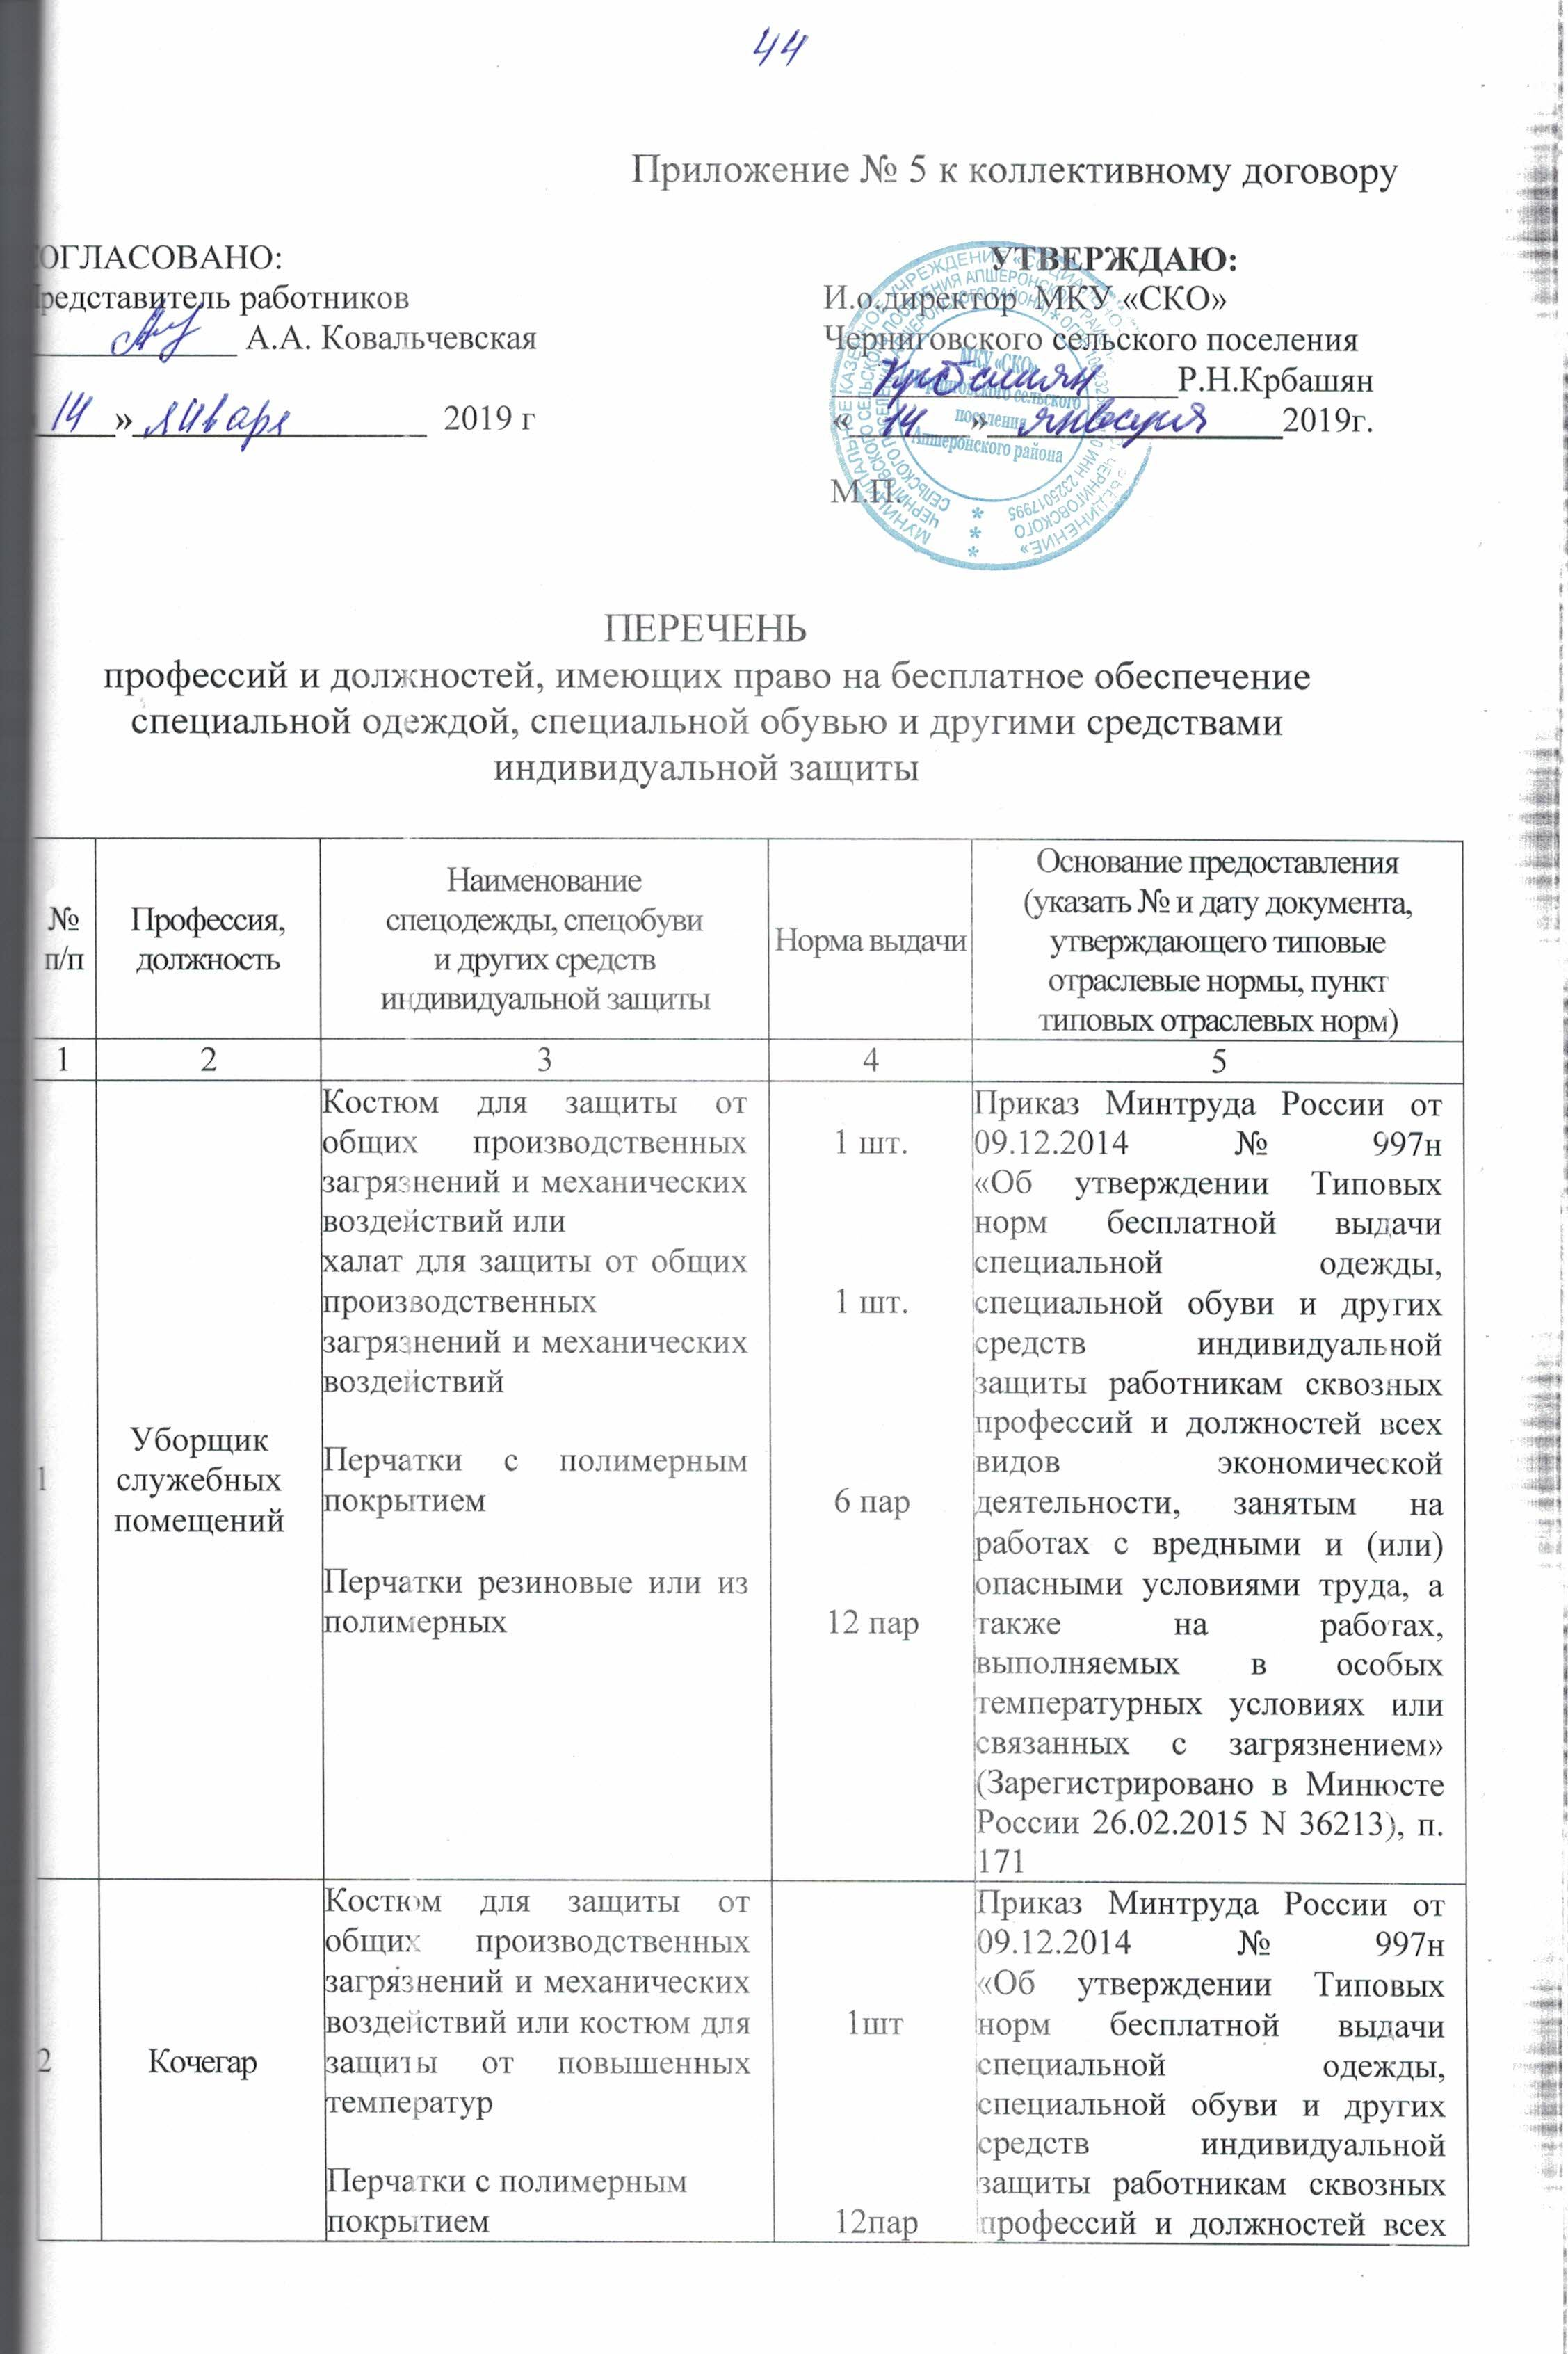 44
Приложение № 5 к коллективному договору
ОГЛАСОВАНО:
редставитель работников
А.А. Ковальчевская
14 » января 2019 г
УТВЕРЖДАЮ:
И.о.директор МКУ «СКО»
Черниговского сельского поселения
Р.Н.Крбашян
« 14 » января 2019г.
М.П.
МКУ «СКО»
Черниговского сельского
поселения
Апшеронского района
ИНН 2325017995
ПЕРЕЧЕНЬ
профессий и должностей, имеющих право на бесплатное обеспечение
специальной одеждой, специальной обувью и другими средствами
индивидуальной защиты
№
п/п
Профессия,
должность
Наименование
спецодежды, спецобуви
и других средств
индивидуальной защиты
Норма выдачи
Основание предоставления
(указать № и дату документа,
утверждающего типовые
отраслевые нормы, пункт
типовых отраслевых норм)
1 2 3 4 5
1
Уборщик
служебных
помещений
Костюм для защиты от
общих производственных
загрязнений и механических
воздействий или
халат для защиты от общих
производственных
загрязнений и механических
воздействий
Перчатки с полимерным
покрытием
Перчатки резиновые или из
полимерных
1 шт.
1 шт.
6 пар
12 пар
Приказ Минтруда России от
09.12.2014 № 997н
«Об утверждении Типовых
норм бесплатной выдачи
специальной одежды,
специальной обуви и других
средств индивидуальной
защиты работникам сквозных
профессий и должностей всех
видов экономической
деятельности, занятым на
работах с вредными и (или)
опасными условиями труда, а
также на работах,
выполняемых в особых
температурных условиях или
связанных с загрязнением»
(Зарегистрировано в Минюсте
России 26.02.2015 N 36213), п.
171
2
Кочегар
Костюм для защиты от
общих производственных
загрязнений и механических
воздействий или костюм для
защиты от повышенных
температур
Перчатки с полимерным
покрытием
1шт
12пар
Приказ Минтруда России от
09.12.2014 № 997н
«Об утверждении Типовых
норм бесплатной выдачи
специальной одежды,
специальной обуви и других
средств индивидуальной
защиты работникам сквозных
профессий и должностей всех